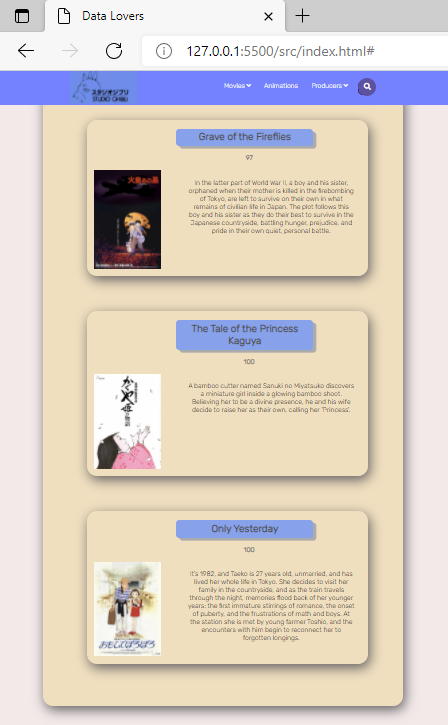 Data Lovers
127.0.0.1:5500/src/index.html#
スタジオジブリ
STUDIO GHIBLI
Movies
Animations
Producers
Grave of the Fireflies
97
In the latter part of World War II, a boy and his sister,
orphaned when their mother is killed in the firebombing
of Tokyo, are left to survive on their own in what
remains of civilian life in Japan. The plot follows this
boy and his sister as they do their best to survive in the
Japanese countryside, battling hunger, prejudice, and
pride in their own quiet, personal battle.
火垂るの墓
The Tale of the Princess
Kaguya
100
A bamboo cutter named Sanuki no Miyatsuko discovers
a miniature girl inside a glowing bamboo shoot.
Believing her to be a divine presence, he and his wife
decide to raise her as their own, calling her 'Princess'.
かぐや
姫の物語
Only Yesterday
100
It's 1982, and Taeko is 27 years old, unmarried, and has
lived her whole life in Tokyo. She decides to visit her
family in the countryside, and as the train travels
through the night, memories flood back of her younger
years: the first immature stirrings of romance, the onset
of puberty, and the frustrations of math and boys. At
the station she is met by young farmer Toshio, and the
encounters with him begin to reconnect her to
forgotten longings.
おもひでぽろぽろ